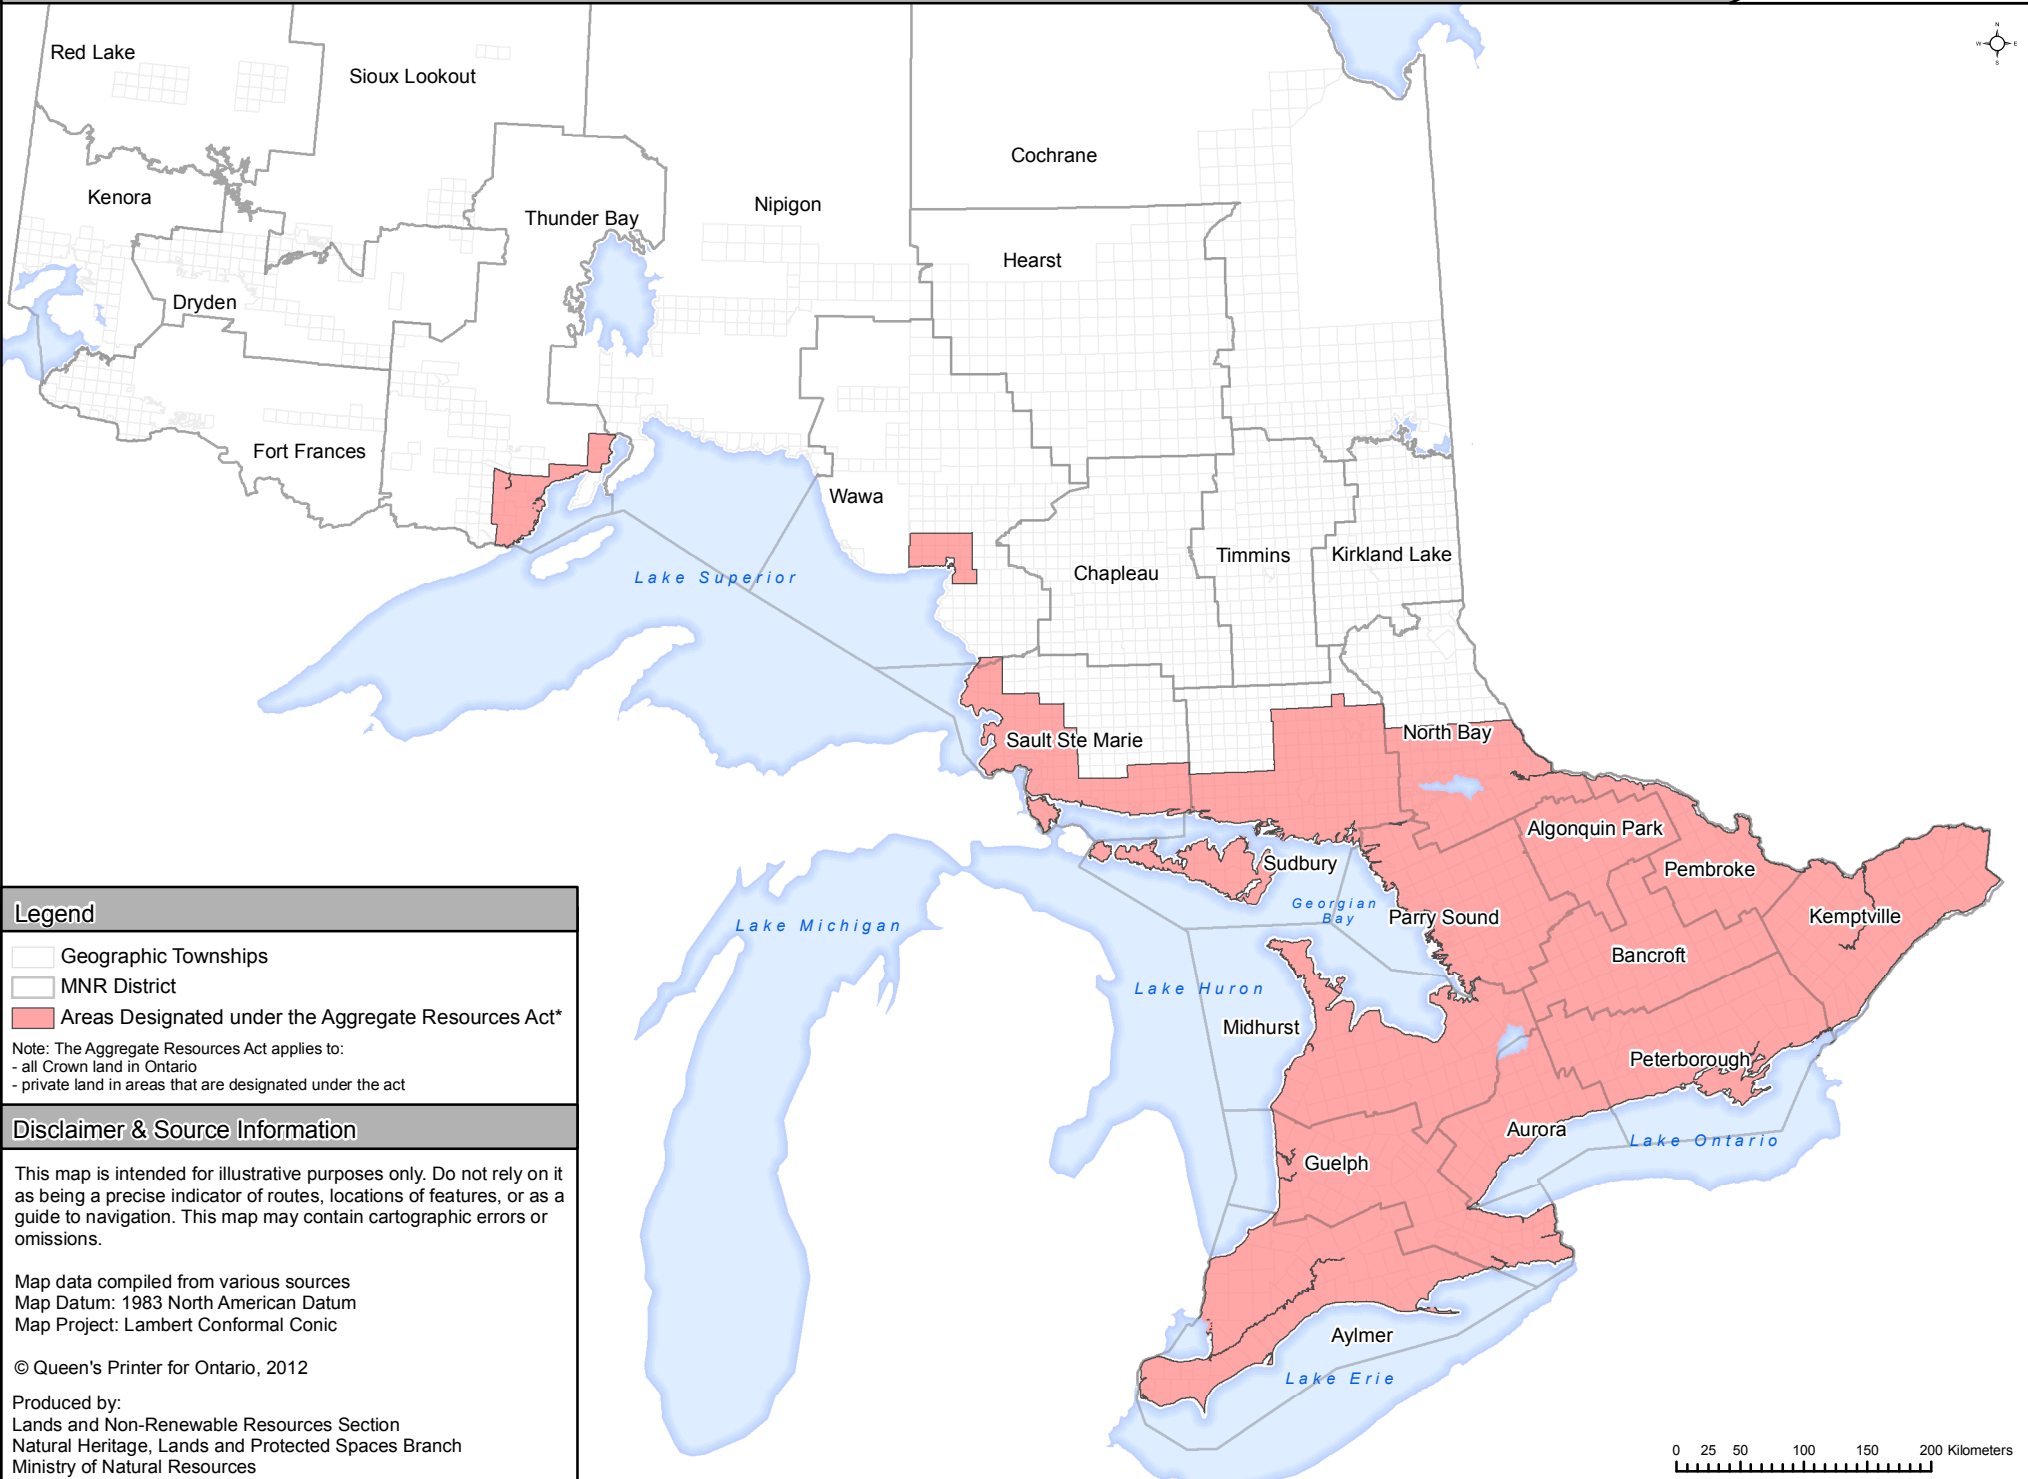 N
W E
S
Red Lake
Sioux Lookout
Cochrane
Kenora
Nipigon
Thunder Bay
Hearst
Dryden
Fort Frances
Wawa
Timmins
Kirkland Lake
Chapleau
Lake Superior
North Bay
Sault Ste Marie
Algonquin Park
Sudbury
Pembroke
Georgian
Bay
Parry Sound
Kemptville
Lake Michigan
Bancroft
Lake Huron
Midhurst
Peterborough
Aurora
Lake Ontario
Guelph
Aylmer
Lake Erie
Legend
Geographic Townships
MNR District
Areas Designated under the Aggregate Resources Act*
Note: The Aggregate Resources Act applies to:
- all Crown land in Ontario
- private land in areas that are designated under the act
Disclaimer & Source Information
This map is intended for illustrative purposes only. Do not rely on it
as being a precise indicator of routes, locations of features, or as a
guide to navigation. This map may contain cartographic errors or
omissions.
Map data compiled from various sources
Map Datum: 1983 North American Datum
Map Project: Lambert Conformal Conic
© Queen's Printer for Ontario, 2012
Produced by:
Lands and Non-Renewable Resources Section
Natural Heritage, Lands and Protected Spaces Branch
Ministry of Natural Resources
0 25 50 100 150 200 Kilometers